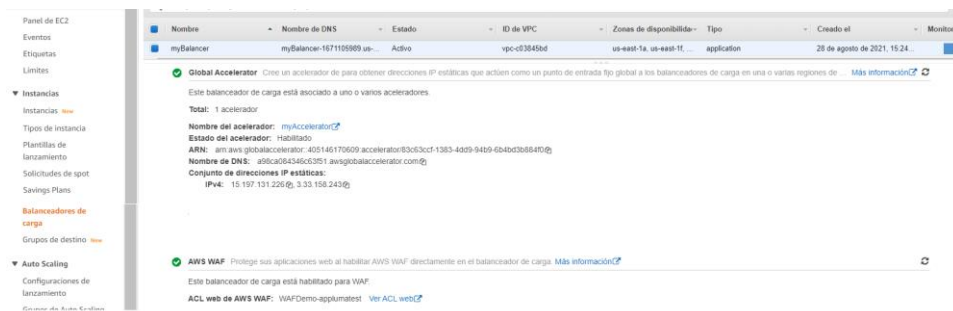 Panel de EC2
Eventos
Etiquetas
Límites
Instancias
Instancias New
Tipos de instancia
Plantillas de
lanzamiento
Solicitudes de spot
Savings Plans
Balanceadores de
carga
Grupos de destino New
Auto Scaling
Configuraciones de
lanzamiento
Grupos de Auto Scaling
Nombre Nombre de DNS Estado ID de VPC Zonas de disponibilida Tipo Creado el Monitor
myBalancer myBalancer-1671105989.us-... Activo vpc-c03845bd us-east-1a, us-east-1f, ... application 28 de agosto de 2021, 15:24...
Global Accelerator Cree un acelerador de para obtener direcciones IP estáticas que actúen como un punto de entrada fijo global a los balanceadores de carga en una o varias regiones de ... Más información
Este balanceador de carga está asociado a uno o varios aceleradores.
Total: 1 acelerador
Nombre del acelerador: myAccelerator
Estado del acelerador: Habilitado
ARN: arn:aws:globalaccelerator::405146170609:accelerator/83c63ccf-1383-4dd9-94b9-6b4bd3b884f0
Nombre de DNS: a98ca084346c63f51.awsglobalaccelerator.com
Conjunto de direcciones IP estáticas:
IPv4: 15.197.131.226, 3.33.158.243
AWS WAF Protege sus aplicaciones web al habilitar AWS WAF directamente en el balanceador de carga. Más información
Este balanceador de carga está habilitado para WAF.
ACL web de AWS WAF: WAFDemo-applumatest Ver ACL web